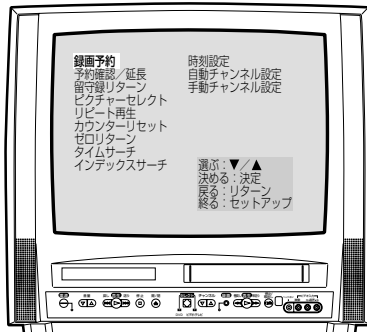 録画予約
予約確認／延長
留守録リターン
ピクチャーセレクト
リピート再生
カウンターリセット
ゼロリターン
タイムサーチ
インデックスサーチ
時刻設定
自動チャンネル設定
手動チャンネル設定
選ぶ：▼／▲
決める：決定
戻る：リターン
終る：セットアップ
チャンネル